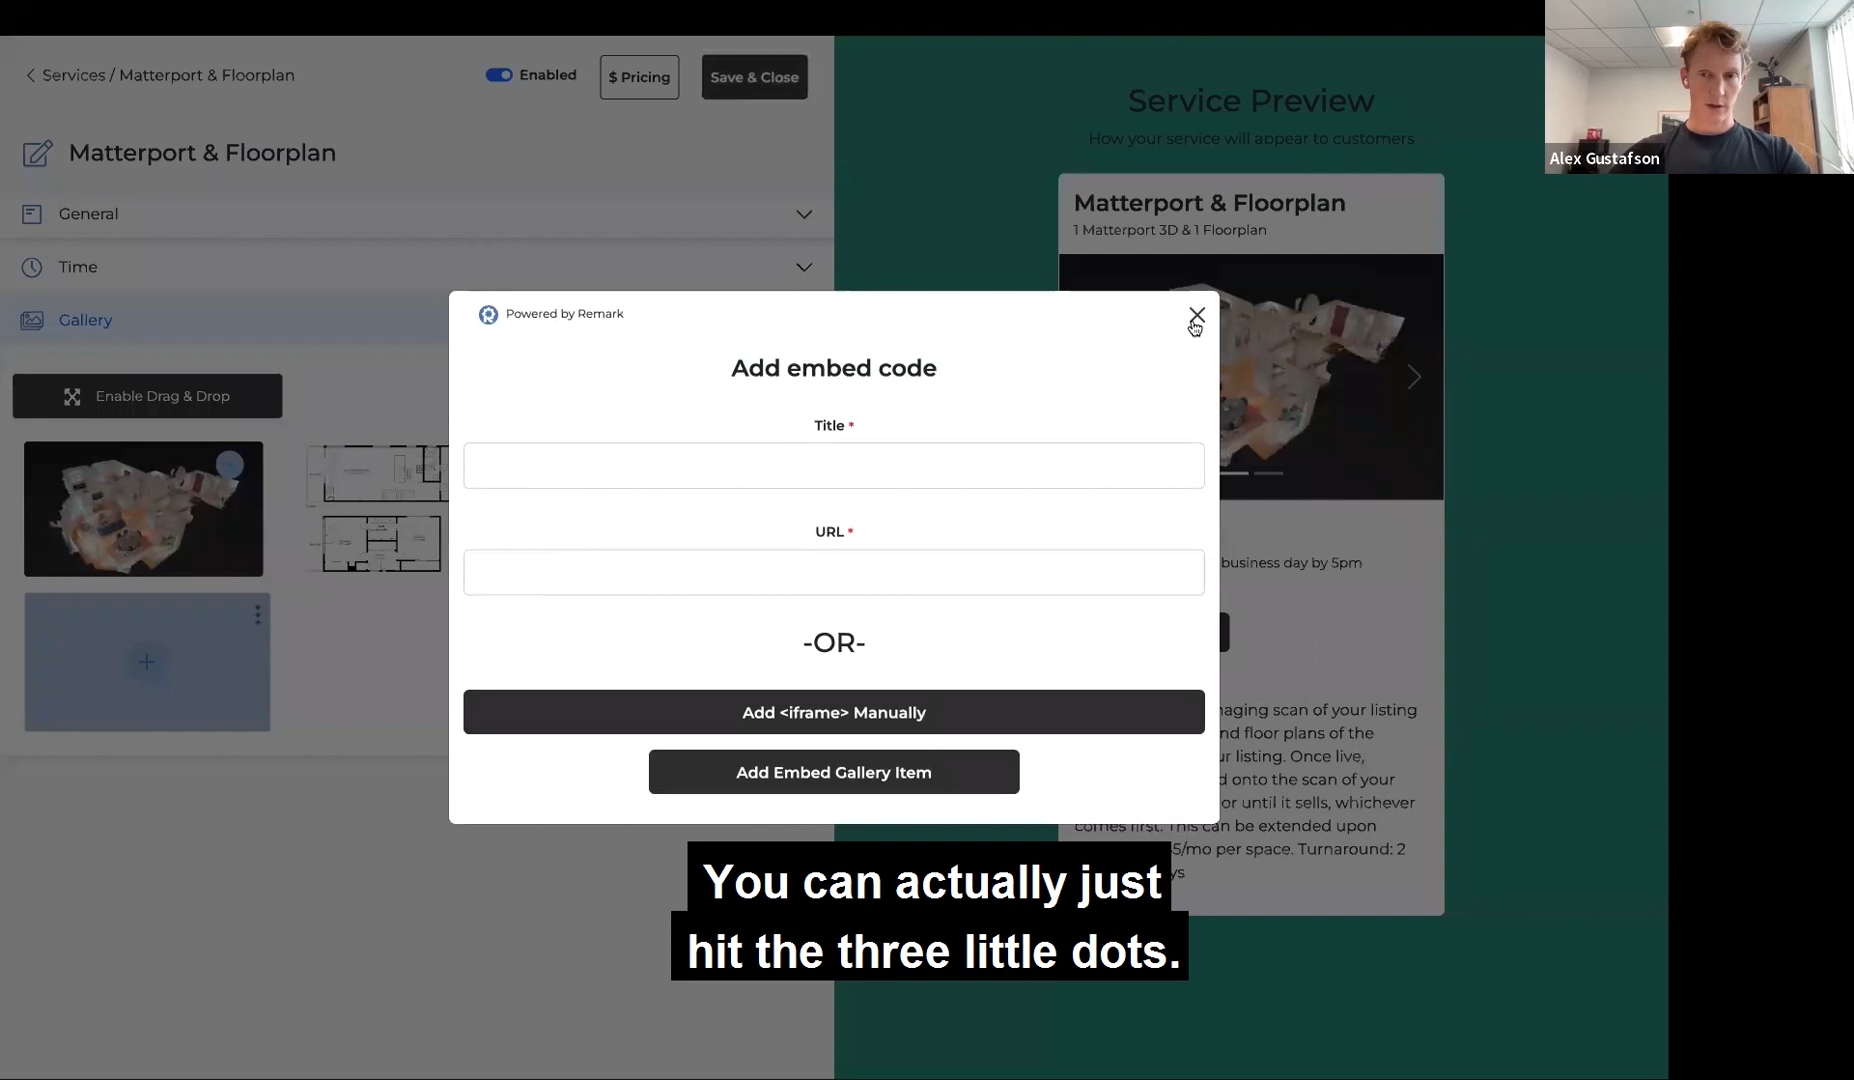 Services / Matterport & Floorplan
Enabled
$ Pricing
Save & Close
Matterport & Floorplan
General
Time
Gallery
Enable Drag & Drop
Service Preview
How your service will appear to customers
Matterport & Floorplan
1 Matterport 3D & 1 Floorplan
Alex Gustafson
Powered by Remark
Add embed code
Title *
URL *
-OR-
Add <iframe> Manually
Add Embed Gallery Item
business day by 5pm
aging scan of your listing
nd floor plans of the
ur listing. Once live,
d onto the scan of your
or until it sells, whichever
comes first. This can be extended upon
5/mo per space. Turnaround: 2
ys
You can actually just
hit the three little dots.